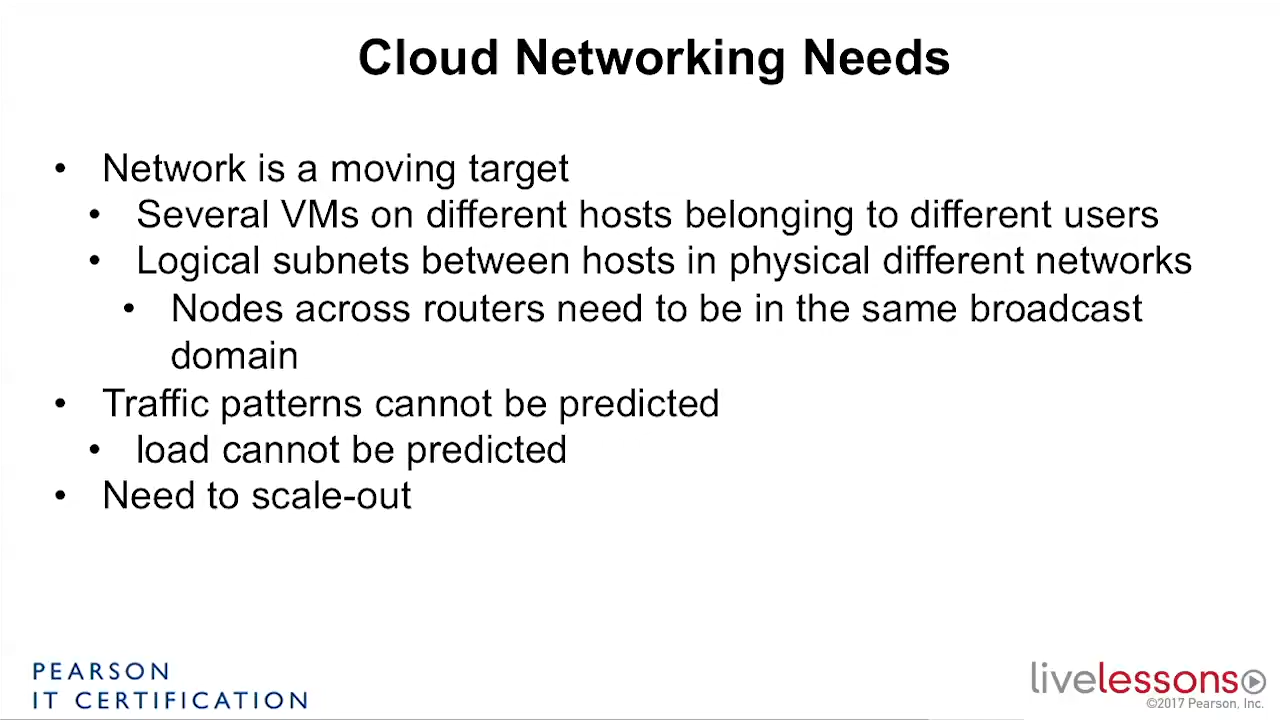 Cloud Networking Needs
• Network is a moving target
• Several VMs on different hosts belonging to different users
• Logical subnets between hosts in physical different networks
• Nodes across routers need to be in the same broadcast
domain
• Traffic patterns cannot be predicted
• load cannot be predicted
• Need to scale-out
PEARSON
IT CERTIFICATION
livelessons
©2017 Pearson, Inc.